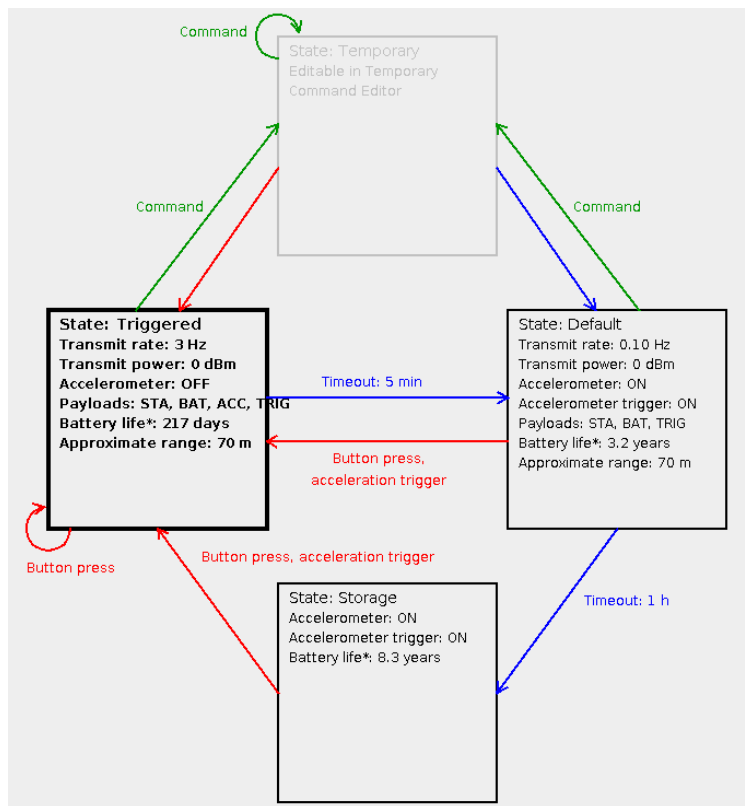 Command
State: Temporary
Editable in Temporary
Command Editor
Command
Command
State: Triggered
Transmit rate: 3 Hz
Transmit power: 0 dBm
Accelerometer: OFF
Payloads: STA, BAT, ACC, TRIG
Battery life*: 217 days
Approximate range: 70 m
Timeout: 5 min
Button press,
acceleration trigger
State: Default
Transmit rate: 0.10 Hz
Transmit power: 0 dBm
Accelerometer: ON
Accelerometer trigger: ON
Payloads: STA, BAT, TRIG
Battery life*: 3.2 years
Approximate range: 70 m
Button press
Button press, acceleration trigger
Timeout: 1 h
State: Storage
Accelerometer: ON
Accelerometer trigger: ON
Battery life*: 8.3 years